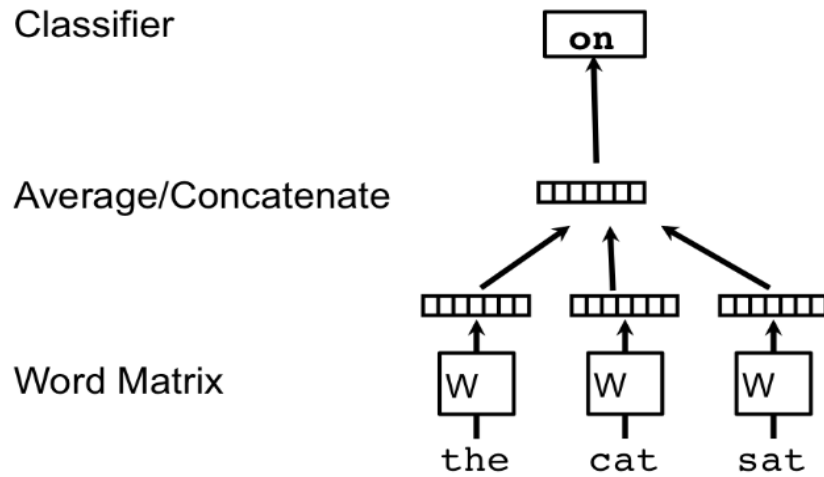 Classifier
on
Average/Concatenate
Word Matrix
W W W
the cat sat